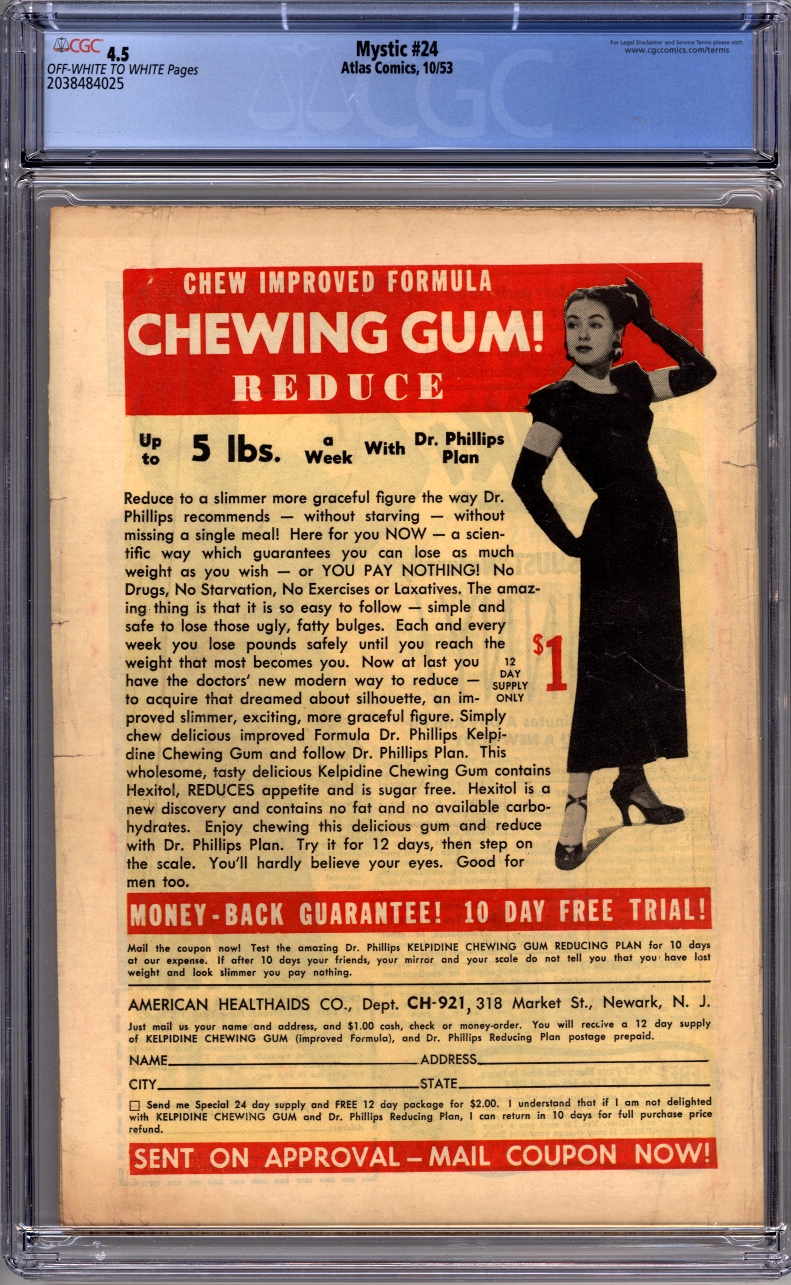 CGC 4.5
OFF-WHITE TO WHITE Pages
2038484025
Mystic #24
Atlas Comics, 10/53
For Legal Disclaimer and Service Terms please visit:
www.cgccomics.com/terms
CGC
CHEW IMPROVED FORMULA
CHEWING GUM!
REDUCE
Up to 5 lbs. a Week With Dr. Phillips Plan
Reduce to a slimmer more graceful figure the way Dr.
Phillips recommends — without starving — without
missing a single meal! Here for you NOW — a scien-
tific way which guarantees you can lose as much
weight as you wish — or YOU PAY NOTHING! No
Drugs, No Starvation, No Exercises or Laxatives. The amaz-
ing thing is that it is so easy to follow — simple and
safe to lose those ugly, fatty bulges. Each and every
week you lose pounds safely until you reach the
weight that most becomes you. Now at last you
have the doctors' new modern way to reduce —
to acquire that dreamed about silhouette, an im-
proved slimmer, exciting, more graceful figure. Simply
chew delicious improved Formula Dr. Phillips Kelpi-
dine Chewing Gum and follow Dr. Phillips Plan. This
wholesome, tasty delicious Kelpidine Chewing Gum contains
Hexitol, REDUCES appetite and is sugar free. Hexitol is a
new discovery and contains no fat and no available carbo-
hydrates. Enjoy chewing this delicious gum and reduce
with Dr. Phillips Plan. Try it for 12 days, then step on
the scale. You'll hardly believe your eyes. Good for
men too.
12
DAY
SUPPLY
ONLY
$1
MONEY-BACK GUARANTEE! 10 DAY FREE TRIAL!
Mail the coupon now! Test the amazing Dr. Phillips KELPIDINE CHEWING GUM REDUCING PLAN for 10 days
at our expense. If after 10 days your friends, your mirror and your scale do not tell you that you have lost
weight and look slimmer you pay nothing.
AMERICAN HEALTHAIDS CO., Dept. CH-921, 318 Market St., Newark, N. J.
Just mail us your name and address, and $1.00 cash, check or money-order. You will receive a 12 day supply
of KELPIDINE CHEWING GUM (improved Formula), and Dr. Phillips Reducing Plan postage prepaid.
NAME ADDRESS
CITY STATE
Send me Special 24 day supply and FREE 12 day package for $2.00. I understand that if I am not delighted
with KELPIDINE CHEWING GUM and Dr. Phillips Reducing Plan, I can return in 10 days for full purchase price
refund.
SENT ON APPROVAL – MAIL COUPON NOW!